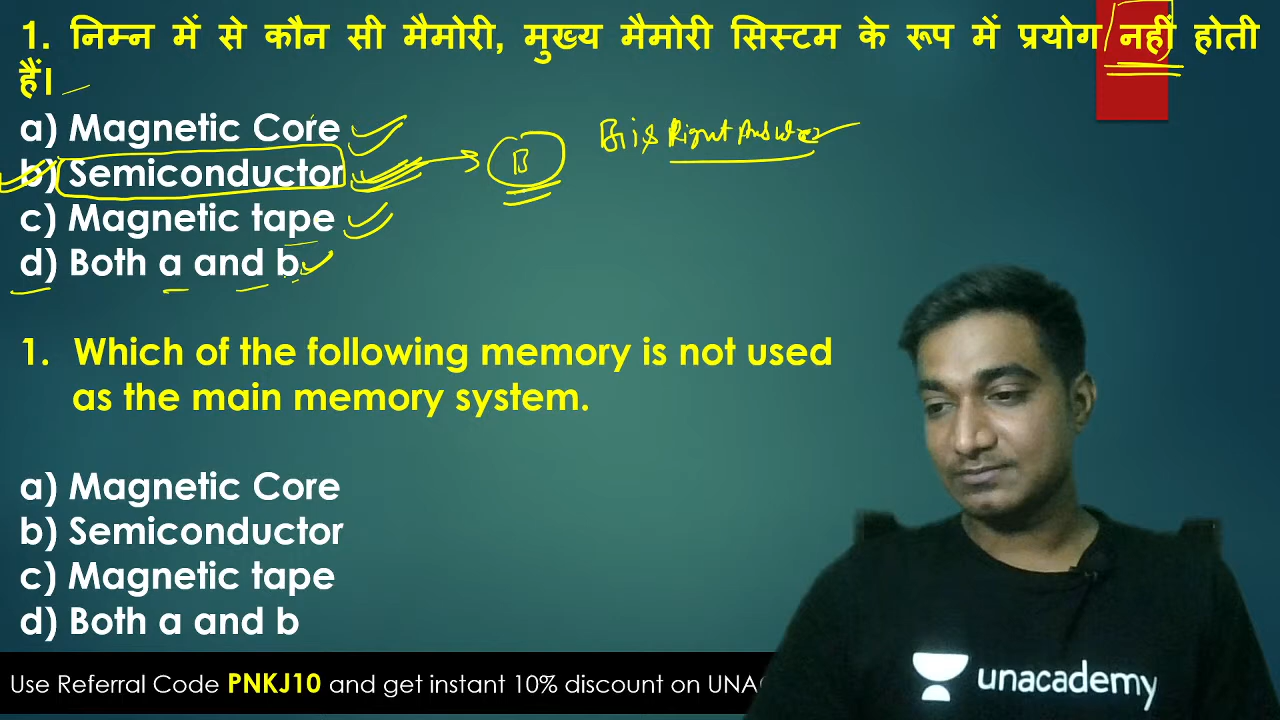 1. निम्न में से कौन सी मैमोरी, मुख्य मैमोरी सिस्टम के रूप में प्रयोग नहीं होती
हैं।
a) Magnetic Core
B is Right Answer
b) Semiconductor
B
c) Magnetic tape
d) Both a and b
1. Which of the following memory is not used
as the main memory system.
a) Magnetic Core
b) Semiconductor
c) Magnetic tape
d) Both a and b
unacademy
Use Referral Code PNKJ10 and get instant 10% discount on UNAC